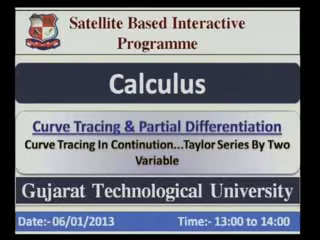 Satellite Based Interactive
Programme
Calculus
Curve Tracing & Partial Differentiation
Curve Tracing In Continution...Taylor Series By Two
Variable
Gujarat Technological University
Date:- 06/01/2013 Time:- 13:00 to 14:00